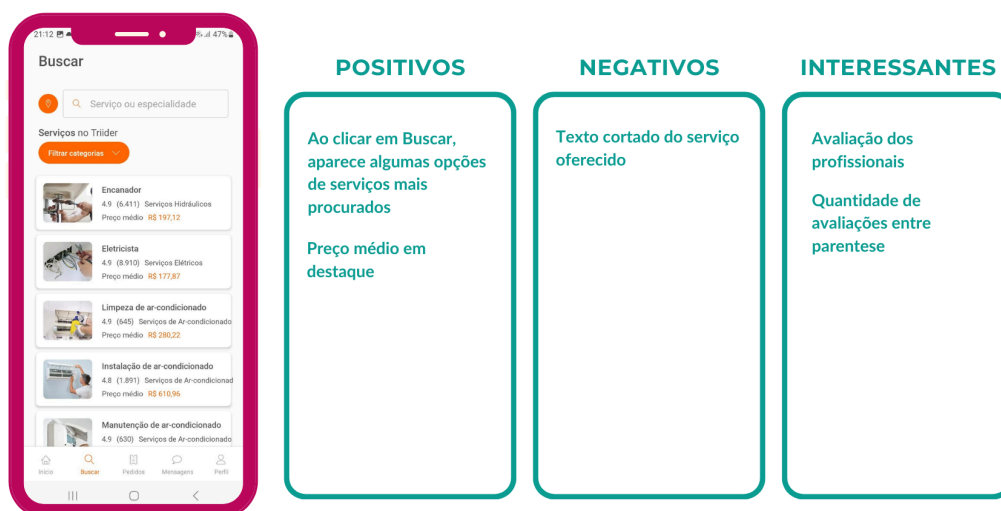 21:12
47%
Buscar
Serviço ou especialidade
Serviços no Triider
Filtrar categorias
Encanador
4.9 (6.411) Serviços Hidráulicos
Preço médio R$ 197,12
Eletricista
4.9 (8.910) Serviços Elétricos
Preço médio R$ 177,87
Limpeza de ar-condicionado
4.9 (645) Serviços de Ar-condicionado
Preço médio R$ 280,22
Instalação de ar-condicionado
4.8 (1.891) Serviços de Ar-condicionad
Preço médio R$ 610,96
Manutenção de ar-condicionado
4.9 (630) Serviços de Ar-condicionado
Início Buscar Pedidos Mensagens Perfil
POSITIVOS
Ao clicar em Buscar,
aparece algumas opções
de serviços mais
procurados
Preço médio em
destaque
NEGATIVOS
Texto cortado do serviço
oferecido
INTERESSANTES
Avaliação dos
profissionais
Quantidade de
avaliações entre
parentese